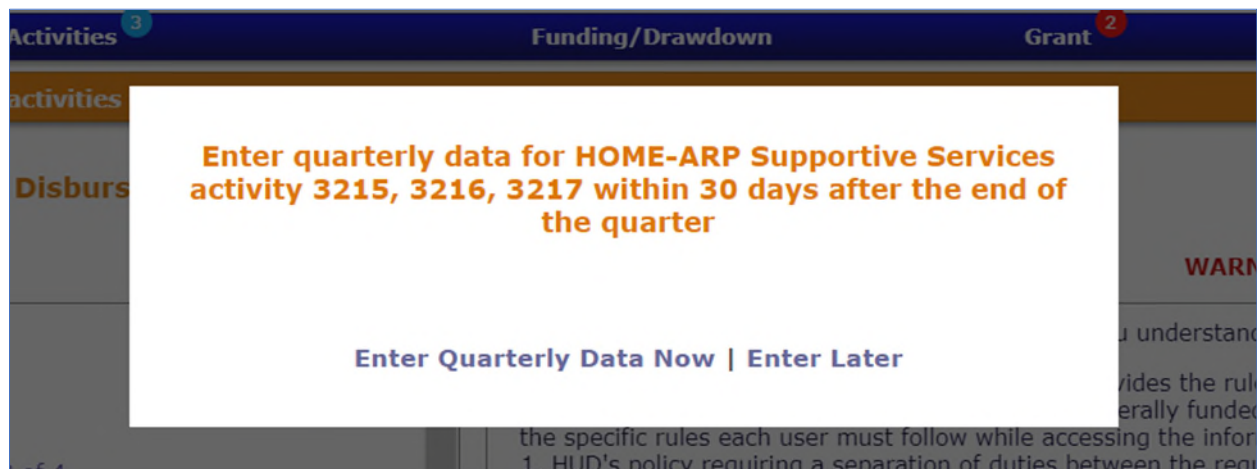 Activities 3 Funding/Drawdown Grant 2
activities
Enter quarterly data for HOME-ARP Supportive Services
activity 3215, 3216, 3217 within 30 days after the end of
the quarter
Disburs
WARN
Enter Quarterly Data Now | Enter Later
u understand
vides the rul
erally funded
the specific rules each user must follow while accessing the infor
1. HUD's policy requiring a separation of duties between the requ
of 4